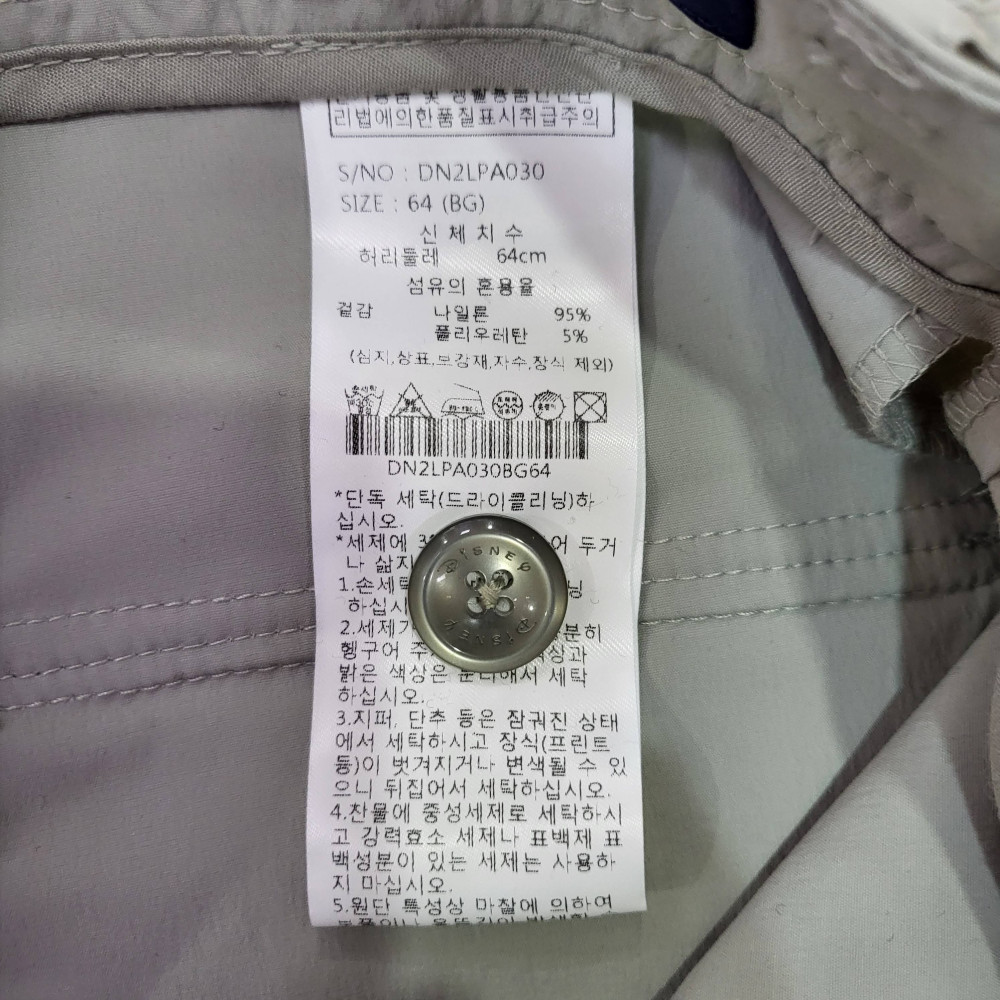 리법에의한품질표시취급주의
S/NO : DN2LPA030
SIZE : 64 (BG)
신체치수
허리둘레 64cm
섬유의 혼용율
겉감 나일론 95%
폴리우레탄 5%
(심지,상표,보강재,자수,장식 제외)
DN2LPA030BG64
*단독 세탁(드라이클리닝)하
십시오.
*세제에 두거
나
하십시
2.세제
헹구어
밝은 색상은 세탁
하십시오.
3.지퍼, 단추 등은 잠궈진 상태
에서 세탁하시고 장식(프린트
등)이 벗겨지거나 변색될 수 있
으니 뒤집어서 세탁하십시오.
4.찬물에 중성세제로 세탁하시
고 강력효소 세제나 표백제 표
백성분이 있는 세제는 사용하
지 마십시오.
5.원단 특성상 마찰에 의하여